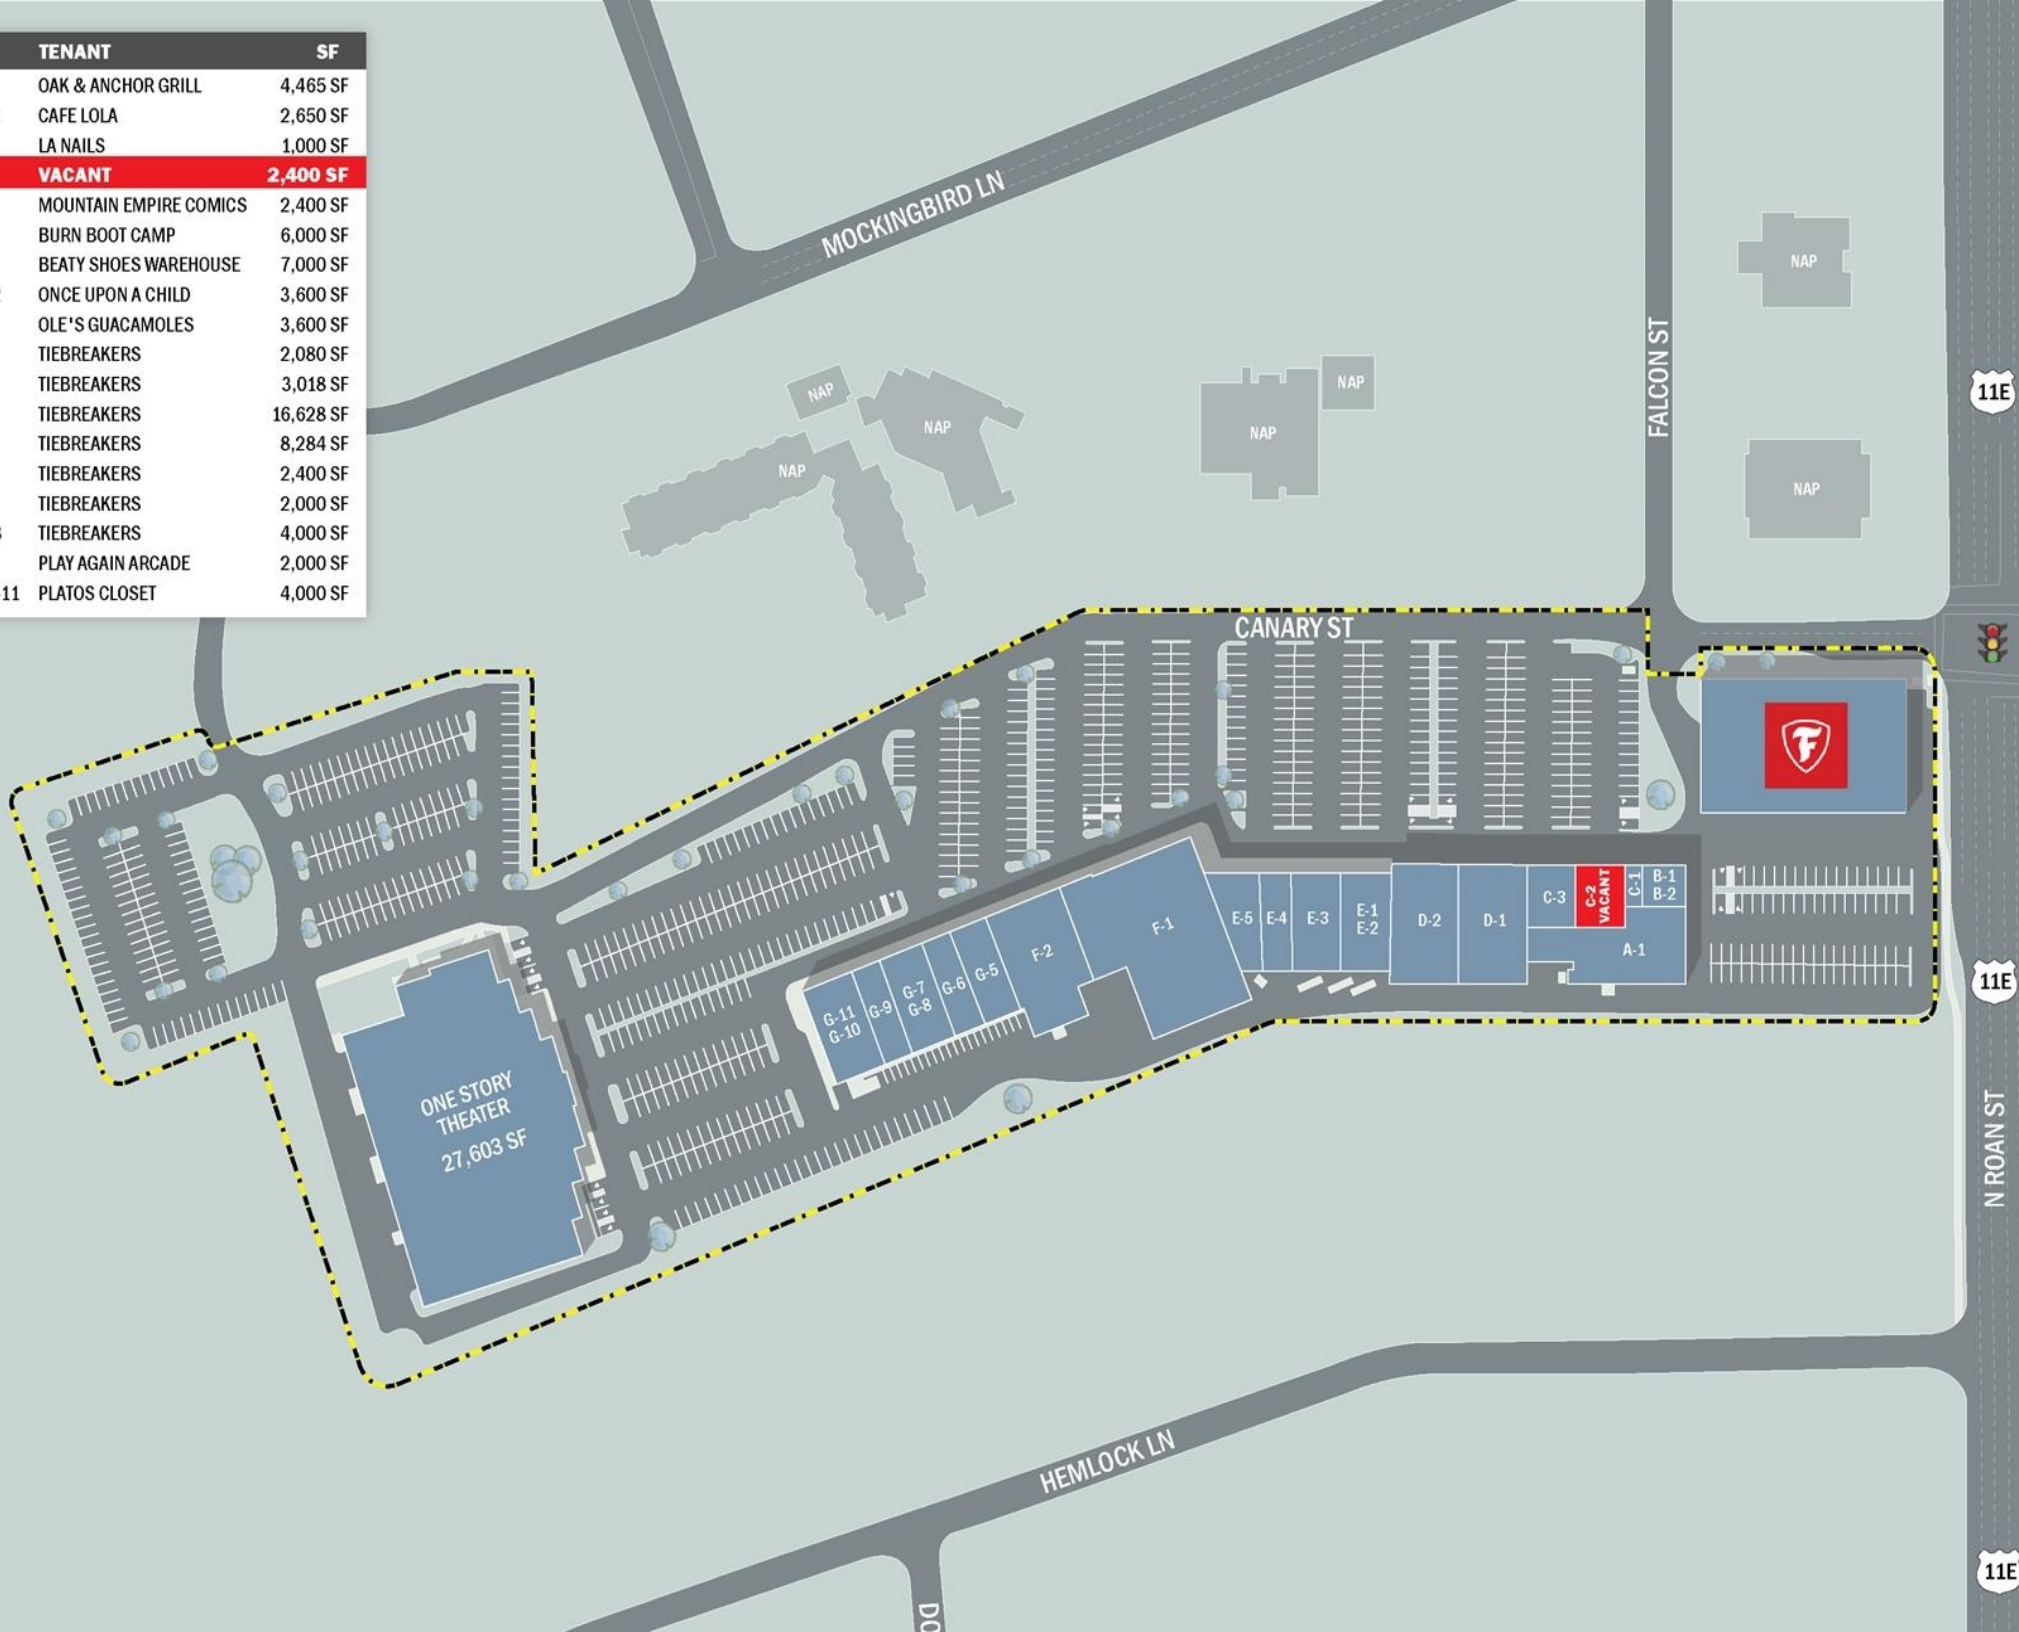 TENANT SF
OAK & ANCHOR GRILL 4,465 SF
CAFE LOLA 2,650 SF
LA NAILS 1,000 SF
VACANT 2,400 SF
MOUNTAIN EMPIRE COMICS 2,400 SF
BURN BOOT CAMP 6,000 SF
BEATY SHOES WAREHOUSE 7,000 SF
ONCE UPON A CHILD 3,600 SF
OLE'S GUACAMOLES 3,600 SF
TIEBREAKERS 2,080 SF
TIEBREAKERS 3,018 SF
TIEBREAKERS 16,628 SF
TIEBREAKERS 8,284 SF
TIEBREAKERS 2,400 SF
TIEBREAKERS 2,000 SF
TIEBREAKERS 4,000 SF
PLAY AGAIN ARCADE 2,000 SF
-11 PLATOS CLOSET 4,000 SF
MOCKINGBIRD LN
NAP
FALCON ST
11E
NAP
NAP
NAP
NAP
NAP
NAP
NAP
CANARY ST
F
E-5
E-4
E-3
E-1
E-2
D-2
D-1
C-3
C-2
VACANT
C-1
B-1
B-2
A-1
F-1
F-2
G-5
G-6
G-7
G-8
G-9
G-11
G-10
11E
ONE STORY
THEATER
27,603 SF
N ROAN ST
HEMLOCK LN
11E
DO